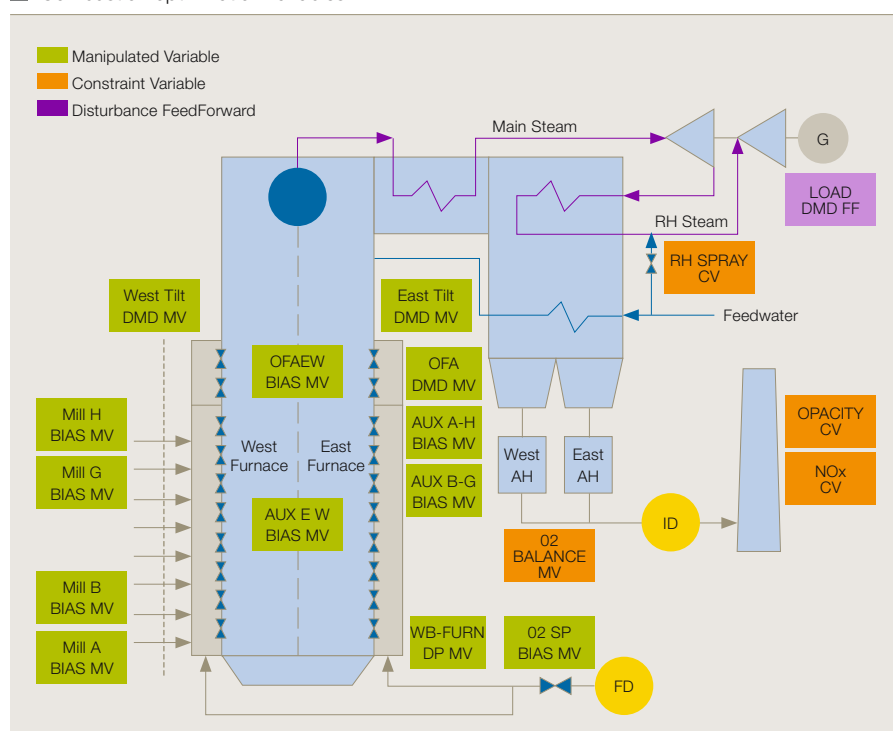 Manipulated Variable
Constraint Variable
Disturbance FeedForward
Main Steam
G
LOAD
DMD FF
RH Steam
RH SPRAY
CV
Feedwater
West Tilt
DMD MV
East Tilt
DMD MV
OFAEW
BIAS MV
OFA
DMD MV
Mill H
BIAS MV
AUX A-H
BIAS MV
OPACITY
CV
West
Furnace
East
Furnace
West
AH
East
AH
Mill G
BIAS MV
AUX B-G
BIAS MV
NOx
CV
AUX E W
BIAS MV
ID
02
BALANCE
MV
Mill B
BIAS MV
Mill A
BIAS MV
WB-FURN
DP MV
02 SP
BIAS MV
FD